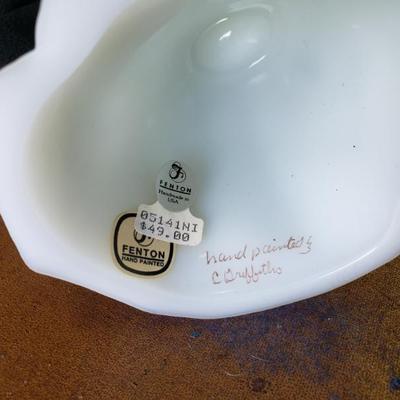 FENTON
Handmade in
USA
05141NI
$49.00
FENTON
HAND PAINTED
hand painted by
C Griffiths